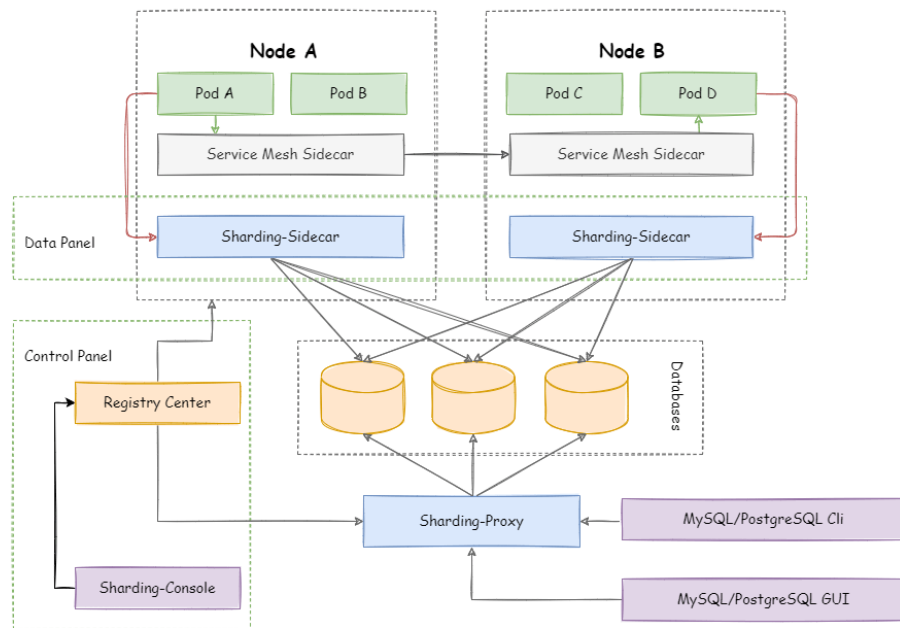 Node A
Node B
Pod A
Pod B
Pod C
Pod D
Service Mesh Sidecar
Service Mesh Sidecar
Data Panel
Sharding-Sidecar
Sharding-Sidecar
Control Panel
Registry Center
Databases
Sharding-Proxy
MySQL/PostgreSQL Cli
Sharding-Console
MySQL/PostgreSQL GUI